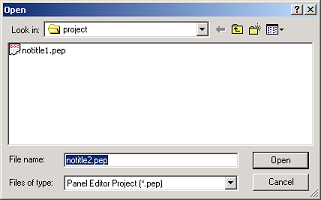 Open
Look in: project
notitle1.pep
File name: notitle2.pep Open
Files of type: Panel Editor Project (*.pep) Cancel